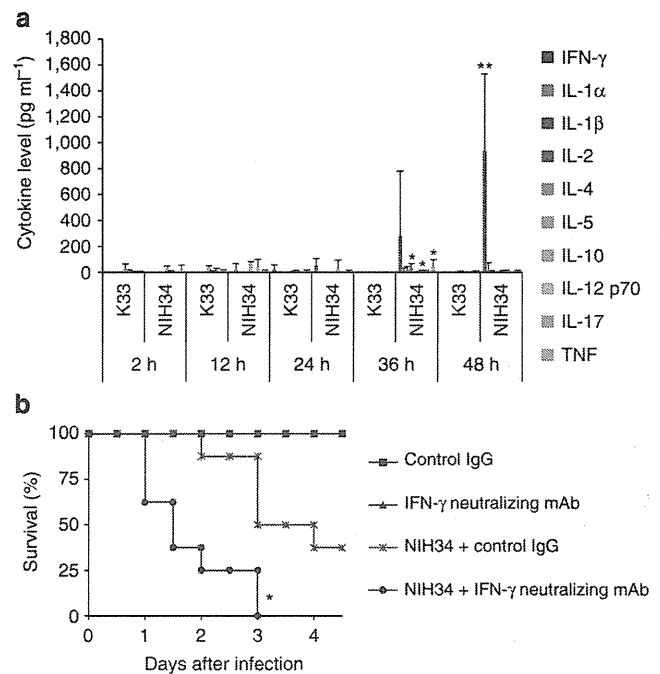 a
Cytokine level (pg ml⁻¹)
1,800
1,600
1,400
1,200
1,000
800
600
400
200
0
* * * **
K33 NIH34 K33 NIH34 K33 NIH34 K33 NIH34 K33 NIH34
2 h 12 h 24 h 36 h 48 h
IFN-γ
IL-1α
IL-1β
IL-2
IL-4
IL-5
IL-10
IL-12 p70
IL-17
TNF
b
Survival (%)
100
75
50
25
0
*
0 1 2 3 4
Days after infection
Control IgG
IFN-γ neutralizing mAb
NIH34 + control IgG
NIH34 + IFN-γ neutralizing mAb